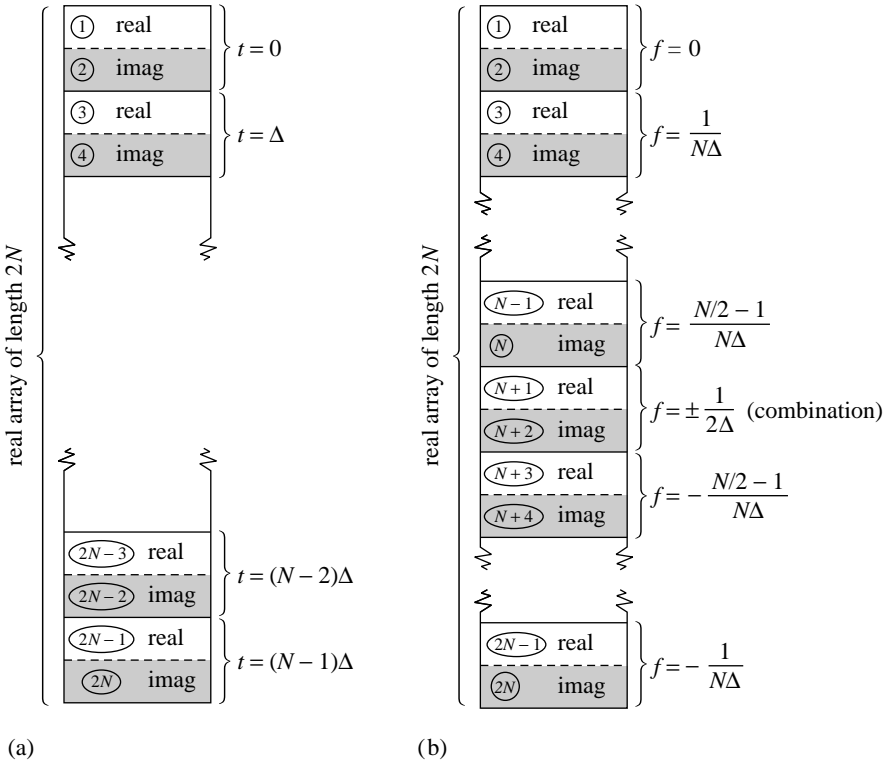 real array of length 2N
1 real
2 imag
t = 0
3 real
4 imag
t = Δ
2N − 3 real
2N − 2 imag
t = (N − 2)Δ
2N − 1 real
2N imag
t = (N − 1)Δ
(a)
real array of length 2N
1 real
2 imag
f = 0
3 real
4 imag
f = 1/NΔ
N − 1 real
N imag
f = N/2 − 1/NΔ
N + 1 real
N + 2 imag
f = ± 1/2Δ (combination)
N + 3 real
N + 4 imag
f = − N/2 − 1/NΔ
2N − 1 real
2N imag
f = − 1/NΔ
(b)